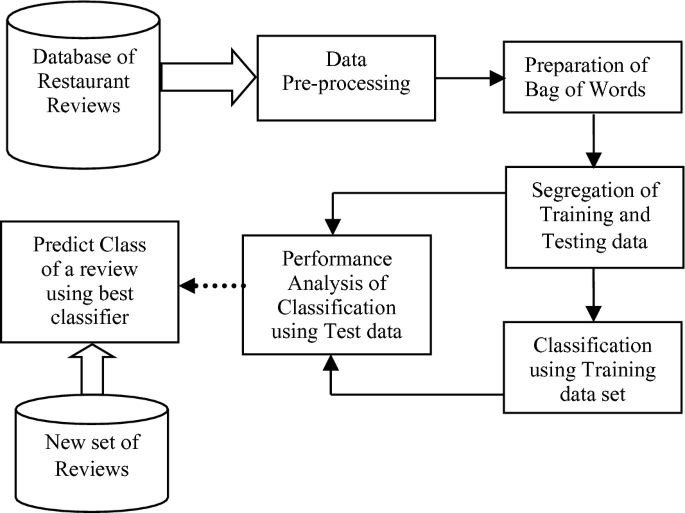 Database of
Restaurant
Reviews
Data
Pre-processing
Preparation of
Bag of Words
Segregation of
Training and
Testing data
Predict Class
of a review
using best
classifier
Performance
Analysis of
Classification
using Test data
Classification
using Training
data set
New set of
Reviews